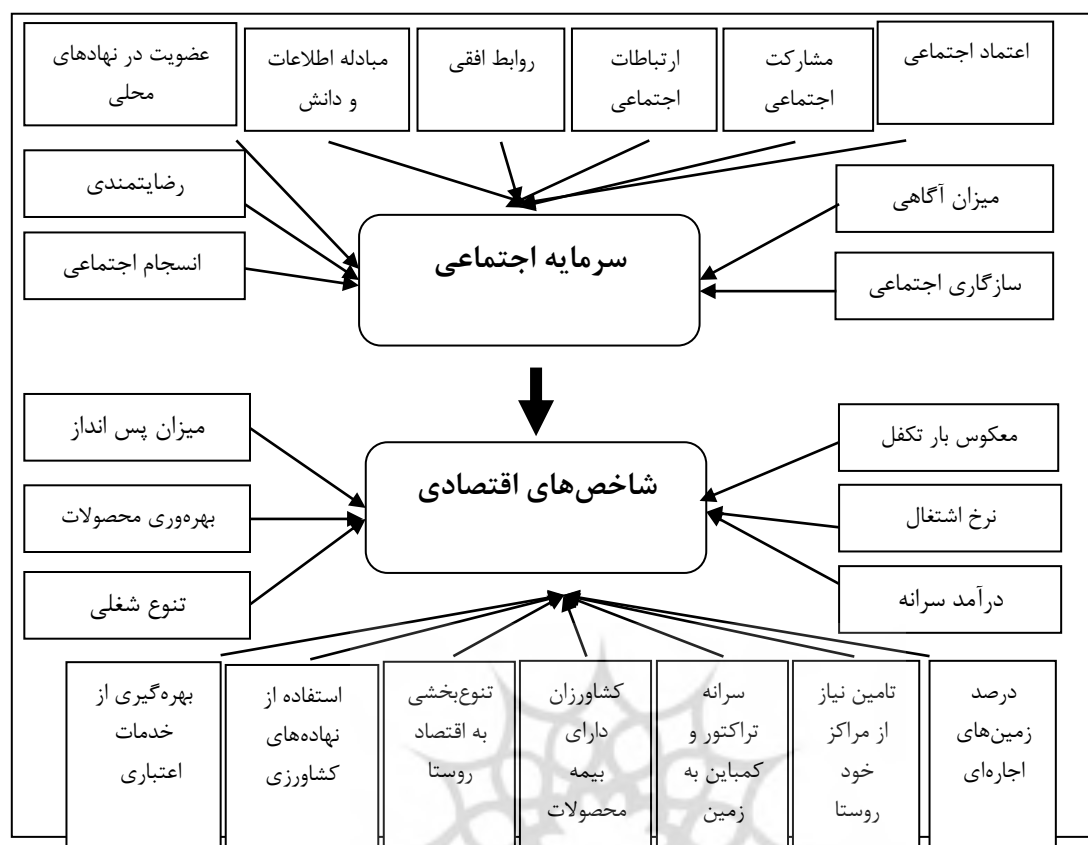 اعتماد اجتماعی
مشارکت
اجتماعی
ارتباطات
اجتماعی
روابط افقی
مبادله اطلاعات
و دانش
عضویت در نهادهای
محلی
میزان آگاهی
سازگاری اجتماعی
رضایتمندی
انسجام اجتماعی
سرمایه اجتماعی
شاخص‌های اقتصادی
معکوس بار تکفل
نرخ اشتغال
درآمد سرانه
میزان پس انداز
بهره‌وری محصولات
تنوع شغلی
درصد
زمین‌های
اجاره‌ای
تامین نیاز
از مراکز
خود
روستا
سرانه
تراکتور و
کمباین به
زمین
کشاورزان
دارای
بیمه
محصولات
تنوع‌بخشی
به اقتصاد
روستا
استفاده از
نهاده‌های
کشاورزی
بهره‌گیری از
خدمات
اعتباری